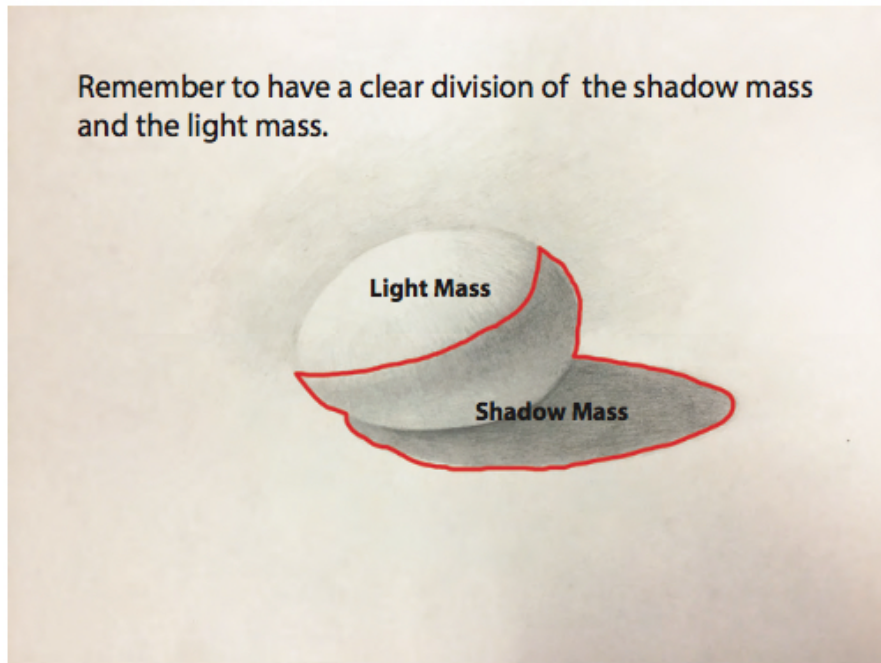 Remember to have a clear division of the shadow mass
and the light mass.
Light Mass
Shadow Mass